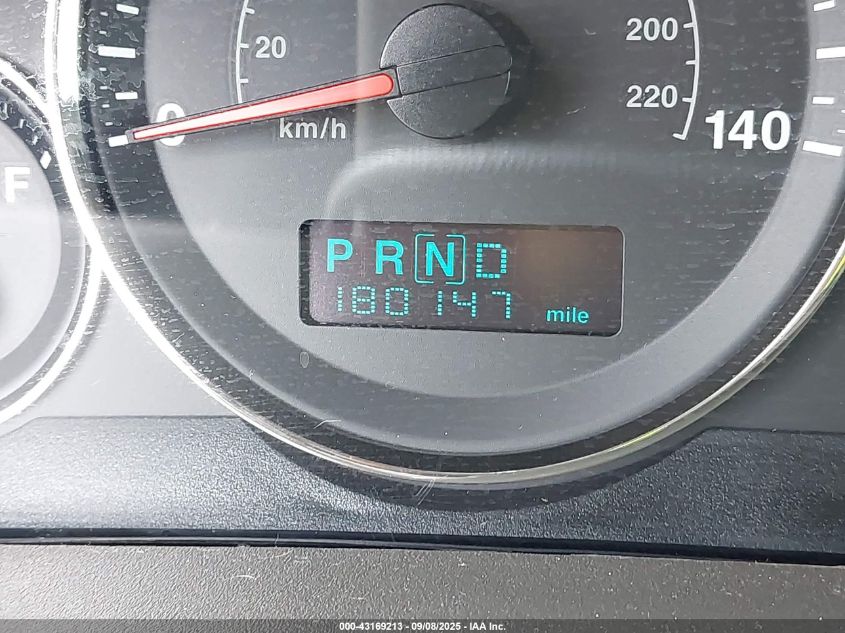 20 200
220
0 km/h 140
F
P R N D
180147 mile
000-43169213 - 09/08/2025 - IAA Inc.